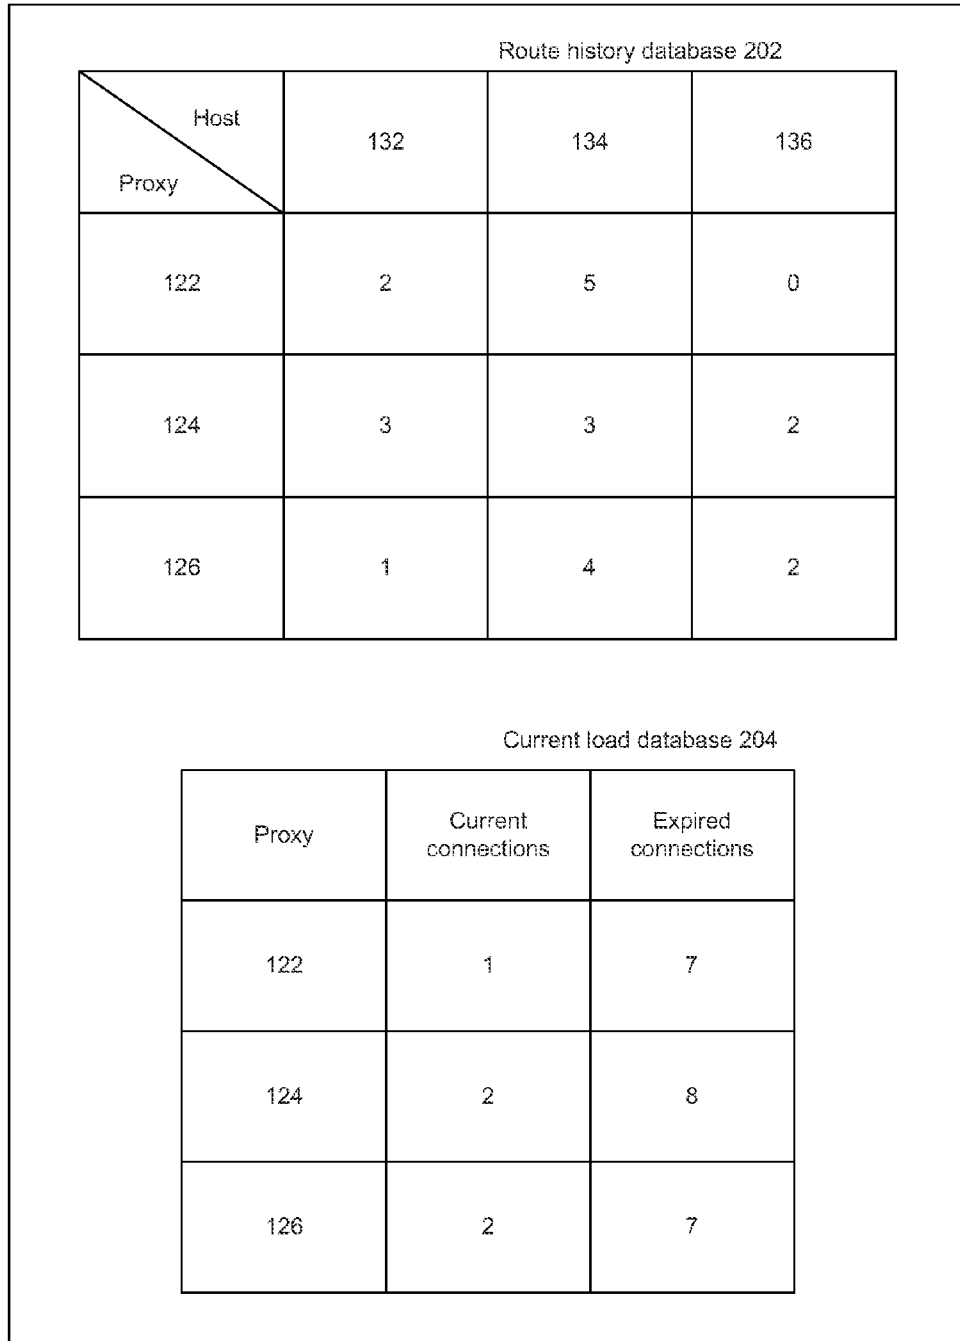 Route history database 202
Host
Proxy
132 134 136
122 2 5 0
124 3 3 2
126 1 4 2
Current load database 204
Proxy Current connections Expired connections
122 1 7
124 2 8
126 2 7